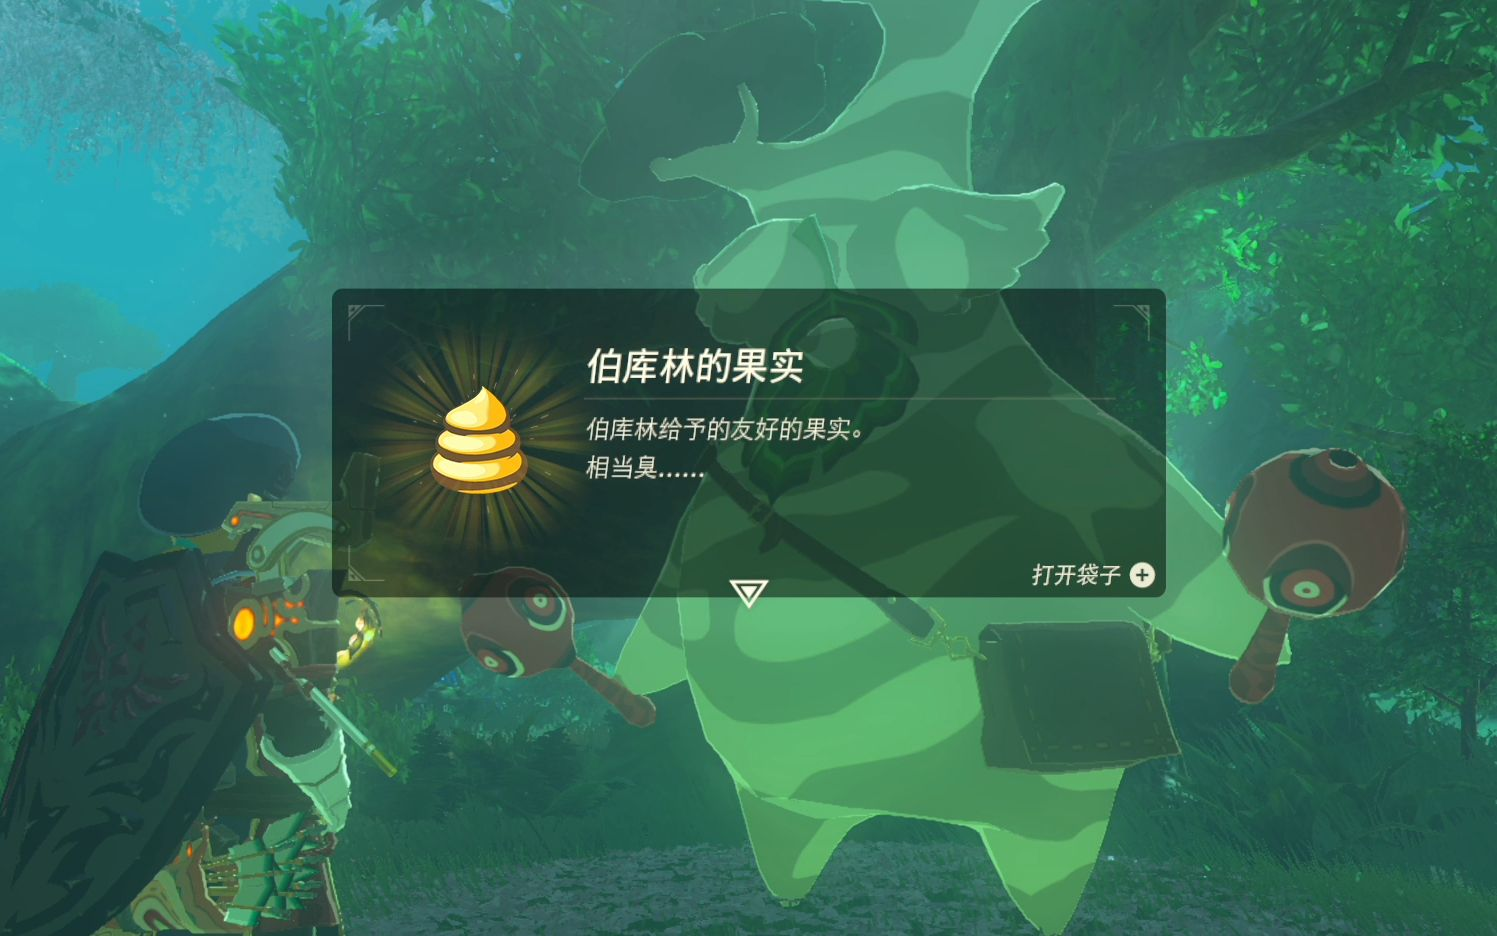 伯库林的果实
伯库林给予的友好的果实。
相当臭……
打开袋子